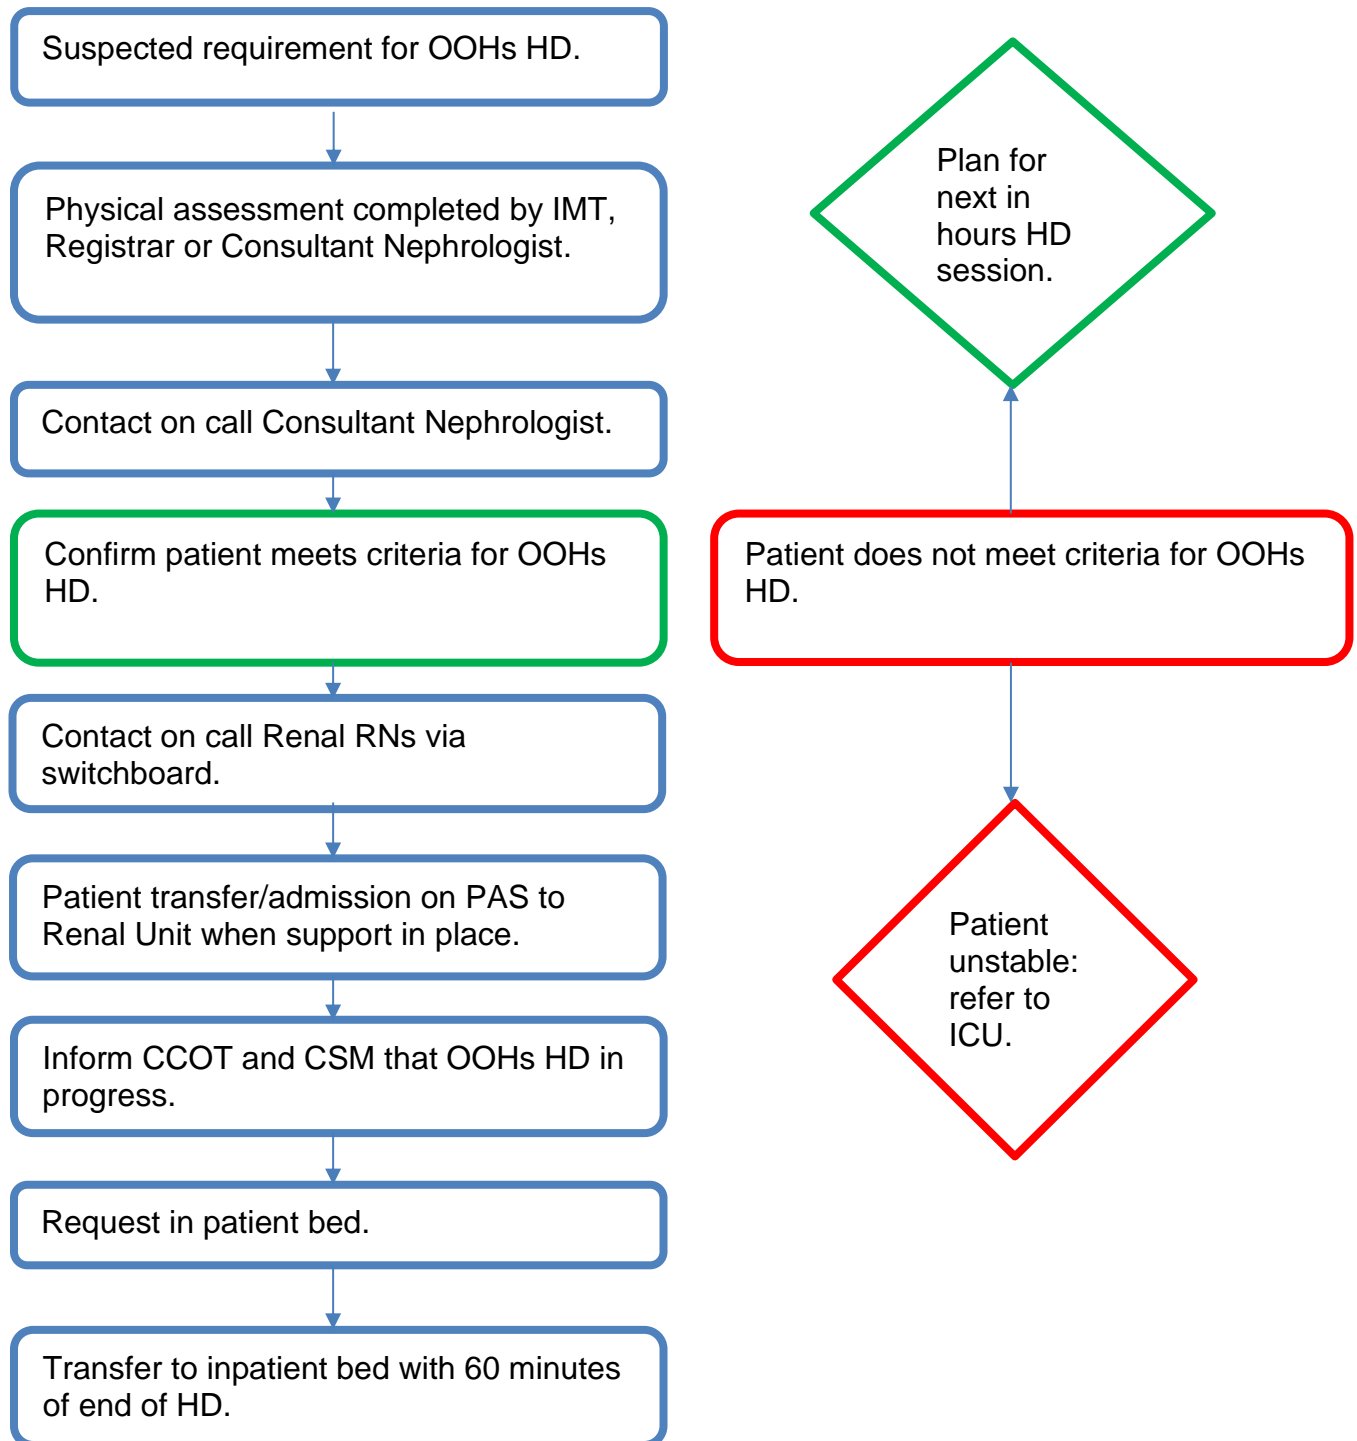 Suspected requirement for OOHs HD.
Physical assessment completed by IMT,
Registrar or Consultant Nephrologist.
Contact on call Consultant Nephrologist.
Confirm patient meets criteria for OOHs
HD.
Contact on call Renal RNs via
switchboard.
Patient transfer/admission on PAS to
Renal Unit when support in place.
Inform CCOT and CSM that OOHs HD in
progress.
Request in patient bed.
Transfer to inpatient bed with 60 minutes
of end of HD.
Plan for
next in
hours HD
session.
Patient does not meet criteria for OOHs
HD.
Patient
unstable:
refer to
ICU.